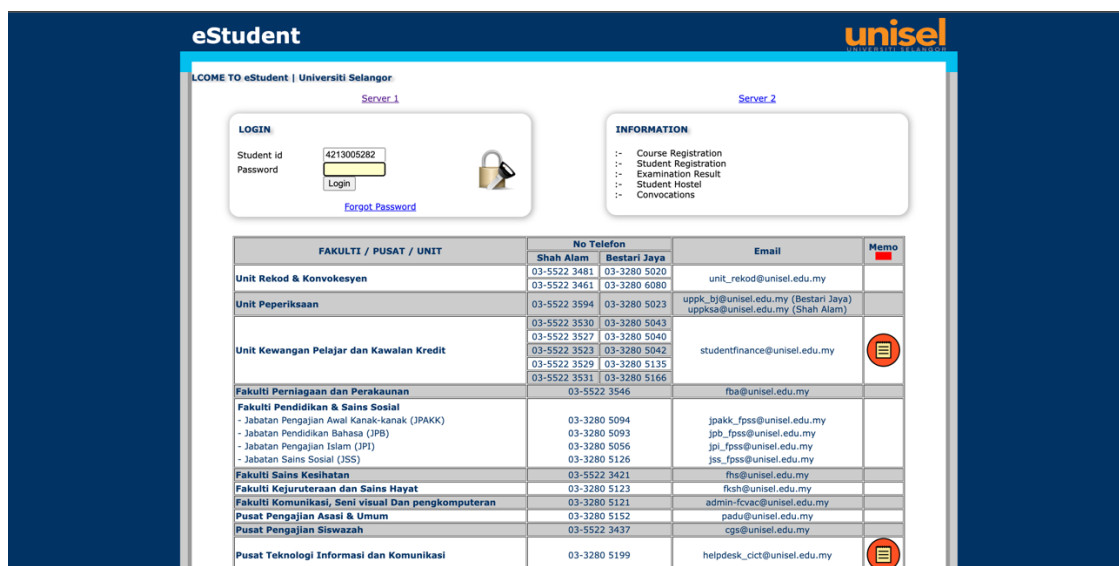 eStudent
unisel
UNIVERSITI SELANGOR
LCOME TO eStudent | Universiti Selangor
Server 1 Server 2
LOGIN
Student id 4213005282
Password
Login
Forgot Password
INFORMATION
:- Course Registration
:- Student Registration
:- Examination Result
:- Student Hostel
:- Convocations
FAKULTI / PUSAT / UNIT No Telefon Email Memo
Shah Alam Bestari Jaya
Unit Rekod & Konvokesyen 03-5522 3481 03-3280 5020 unit_rekod@unisel.edu.my
03-5522 3461 03-3280 6080
Unit Peperiksaan 03-5522 3594 03-3280 5023 uppk_bj@unisel.edu.my (Bestari Jaya)
uppksa@unisel.edu.my (Shah Alam)
Unit Kewangan Pelajar dan Kawalan Kredit 03-5522 3530 03-3280 5043 studentfinance@unisel.edu.my
03-5522 3527 03-3280 5040
03-5522 3523 03-3280 5042
03-5522 3529 03-3280 5135
03-5522 3531 03-3280 5166
Fakulti Perniagaan dan Perakaunan 03-5522 3546 fba@unisel.edu.my
Fakulti Pendidikan & Sains Sosial
- Jabatan Pengajian Awal Kanak-kanak (JPAKK) 03-3280 5094 jpakk_fpss@unisel.edu.my
- Jabatan Pendidikan Bahasa (JPB) 03-3280 5093 jpb_fpss@unisel.edu.my
- Jabatan Pengajian Islam (JPI) 03-3280 5056 jpi_fpss@unisel.edu.my
- Jabatan Sains Sosial (JSS) 03-3280 5126 jss_fpss@unisel.edu.my
Fakulti Sains Kesihatan 03-5522 3421 fhs@unisel.edu.my
Fakulti Kejuruteraan dan Sains Hayat 03-3280 5123 fksh@unisel.edu.my
Fakulti Komunikasi, Seni visual Dan pengkomputeran 03-3280 5121 admin-fcvac@unisel.edu.my
Pusat Pengajian Asasi & Umum 03-3280 5152 padu@unisel.edu.my
Pusat Pengajian Siswazah 03-5522 3437 cgs@unisel.edu.my
Pusat Teknologi Informasi dan Komunikasi 03-3280 5199 helpdesk_cict@unisel.edu.my